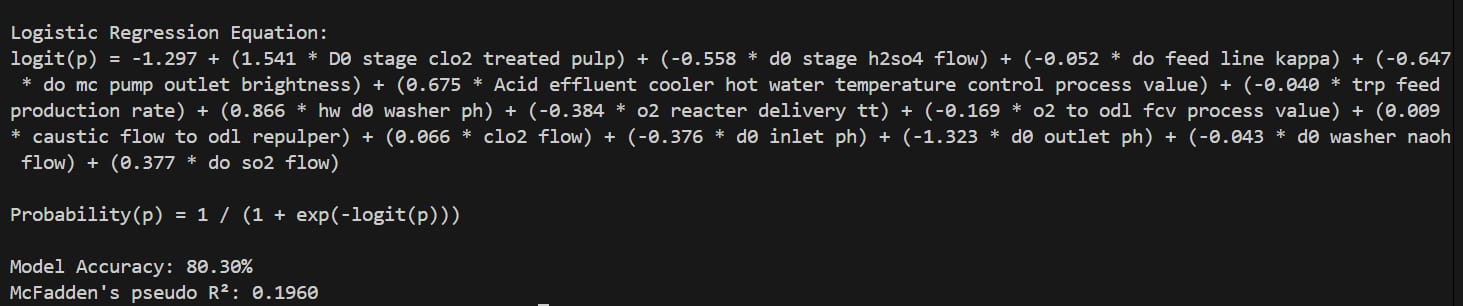 Logistic Regression Equation:
logit(p) = -1.297 + (1.541 * D0 stage clo2 treated pulp) + (-0.558 * d0 stage h2so4 flow) + (-0.052 * do feed line kappa) + (-0.647
* do mc pump outlet brightness) + (0.675 * Acid effluent cooler hot water temperature control process value) + (-0.040 * trp feed
production rate) + (0.866 * hw d0 washer ph) + (-0.384 * o2 reacter delivery tt) + (-0.169 * o2 to odl fcv process value) + (0.009
* caustic flow to odl repulper) + (0.066 * clo2 flow) + (-0.376 * d0 inlet ph) + (-1.323 * d0 outlet ph) + (-0.043 * d0 washer naoh
flow) + (0.377 * do so2 flow)
Probability(p) = 1 / (1 + exp(-logit(p)))
Model Accuracy: 80.30%
McFadden's pseudo R²: 0.1960